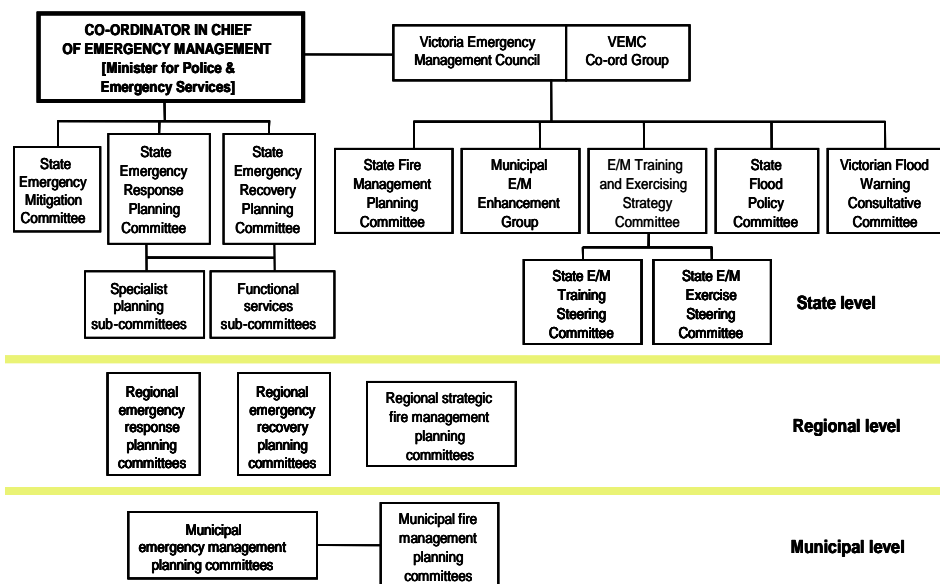 CO-ORDINATOR IN CHIEF
OF EMERGENCY MANAGEMENT
[Minister for Police &
Emergency Services]
Victoria Emergency
Management Council
VEMC
Co-ord Group
State
Emergency
Mitigation
Committee
State
Emergency
Response
Planning
Committee
State
Emergency
Recovery
Planning
Committee
State Fire
Management
Planning
Committee
Municipal
E/M
Enhancement
Group
E/M Training
and Exercising
Strategy
Committee
State
Flood
Policy
Committee
Victorian Flood
Warning
Consultative
Committee
Specialist
planning
sub-committees
Functional
services
sub-committees
State E/M
Training
Steering
Committee
State E/M
Exercise
Steering
Committee
State level
Regional
emergency
response
planning
committees
Regional
emergency
recovery
planning
committees
Regional strategic
fire management
planning
committees
Regional level
Municipal
emergency management
planning committees
Municipal fire
management
planning
committees
Municipal level